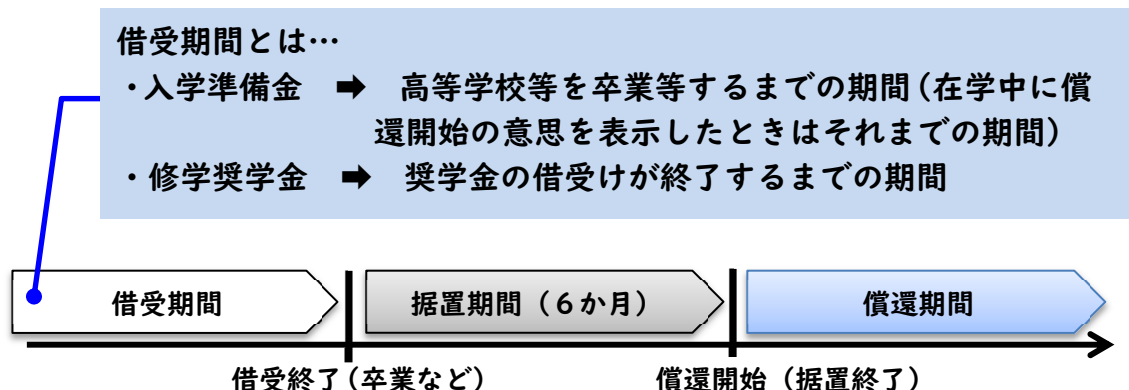 借受期間とは…
・入学準備金　➡　高等学校等を卒業等するまでの期間（在学中に償
還開始の意思を表示したときはそれまでの期間）
・修学奨学金　➡　奨学金の借受けが終了するまでの期間
借受期間　据置期間（６か月）　償還期間
借受終了（卒業など）　償還開始（据置終了）